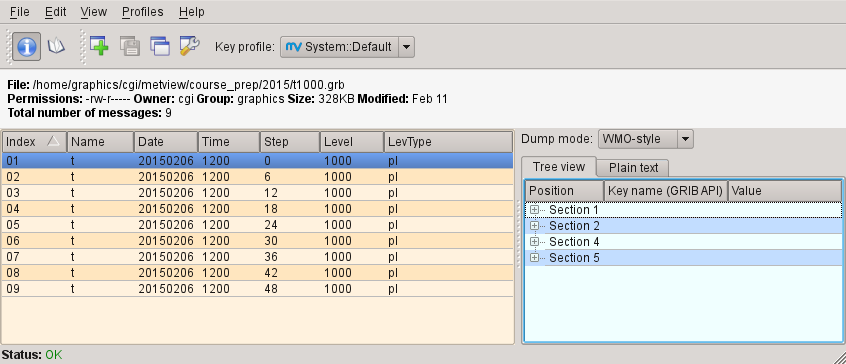 File Edit View Profiles Help
Key profile: System::Default
File: /home/graphics/cgi/metview/course_prep/2015/t1000.grb
Permissions: -rw-r----- Owner: cgi Group: graphics Size: 328KB Modified: Feb 11
Total number of messages: 9
Index Name Date Time Step Level LevType
01 t 20150206 1200 0 1000 pl
02 t 20150206 1200 6 1000 pl
03 t 20150206 1200 12 1000 pl
04 t 20150206 1200 18 1000 pl
05 t 20150206 1200 24 1000 pl
06 t 20150206 1200 30 1000 pl
07 t 20150206 1200 36 1000 pl
08 t 20150206 1200 42 1000 pl
09 t 20150206 1200 48 1000 pl
Dump mode: WMO-style
Tree view Plain text
Position Key name (GRIB API) Value
Section 1
Section 2
Section 4
Section 5
Status: OK